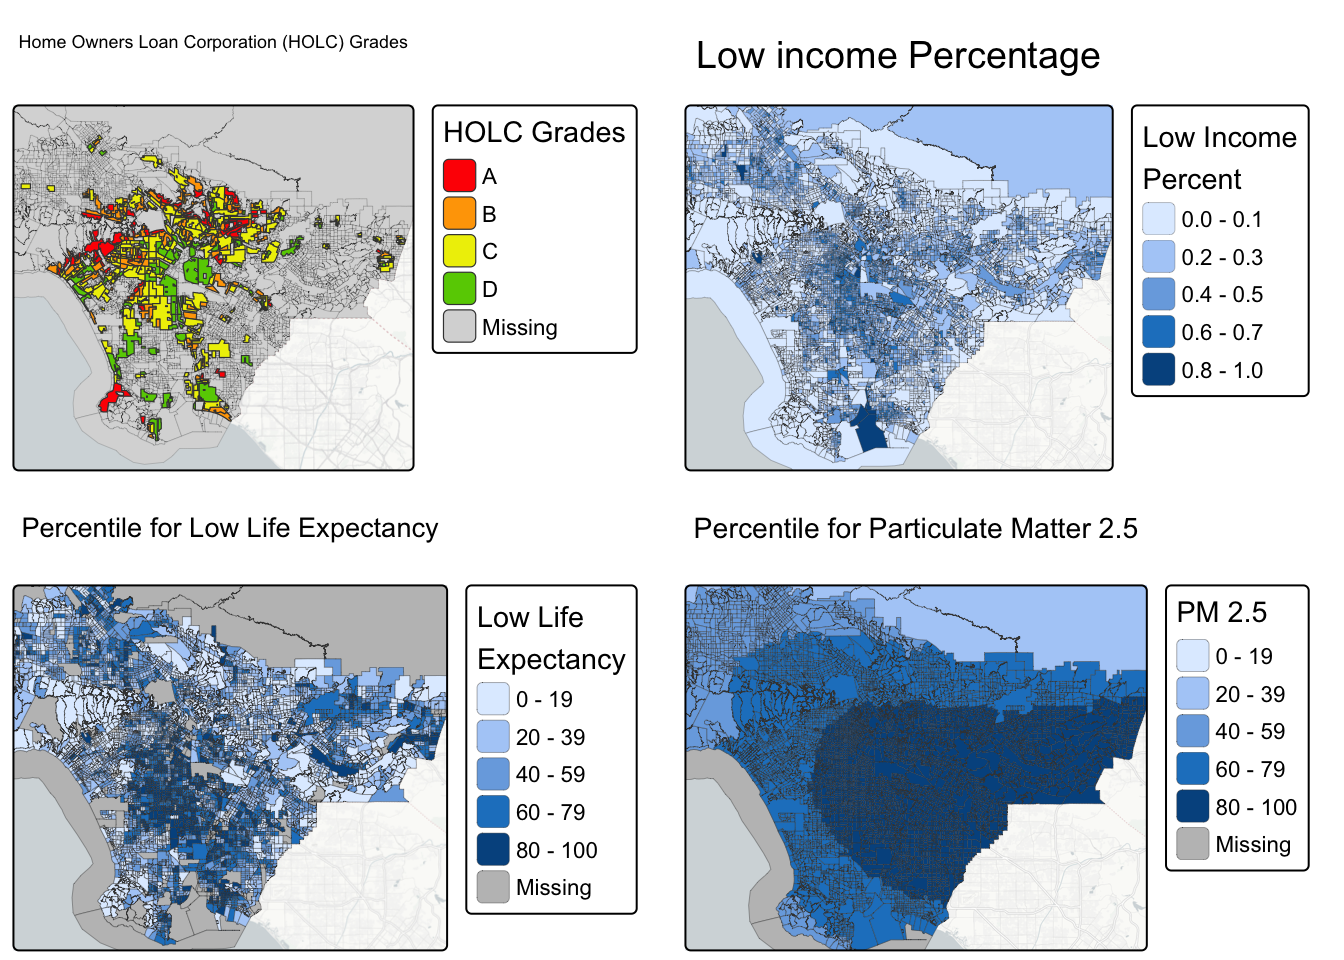 Home Owners Loan Corporation (HOLC) Grades
HOLC Grades
A
B
C
D
Missing
Low income Percentage
Low Income
Percent
0.0 - 0.1
0.2 - 0.3
0.4 - 0.5
0.6 - 0.7
0.8 - 1.0
Percentile for Low Life Expectancy
Low Life
Expectancy
0 - 19
20 - 39
40 - 59
60 - 79
80 - 100
Missing
Percentile for Particulate Matter 2.5
PM 2.5
0 - 19
20 - 39
40 - 59
60 - 79
80 - 100
Missing